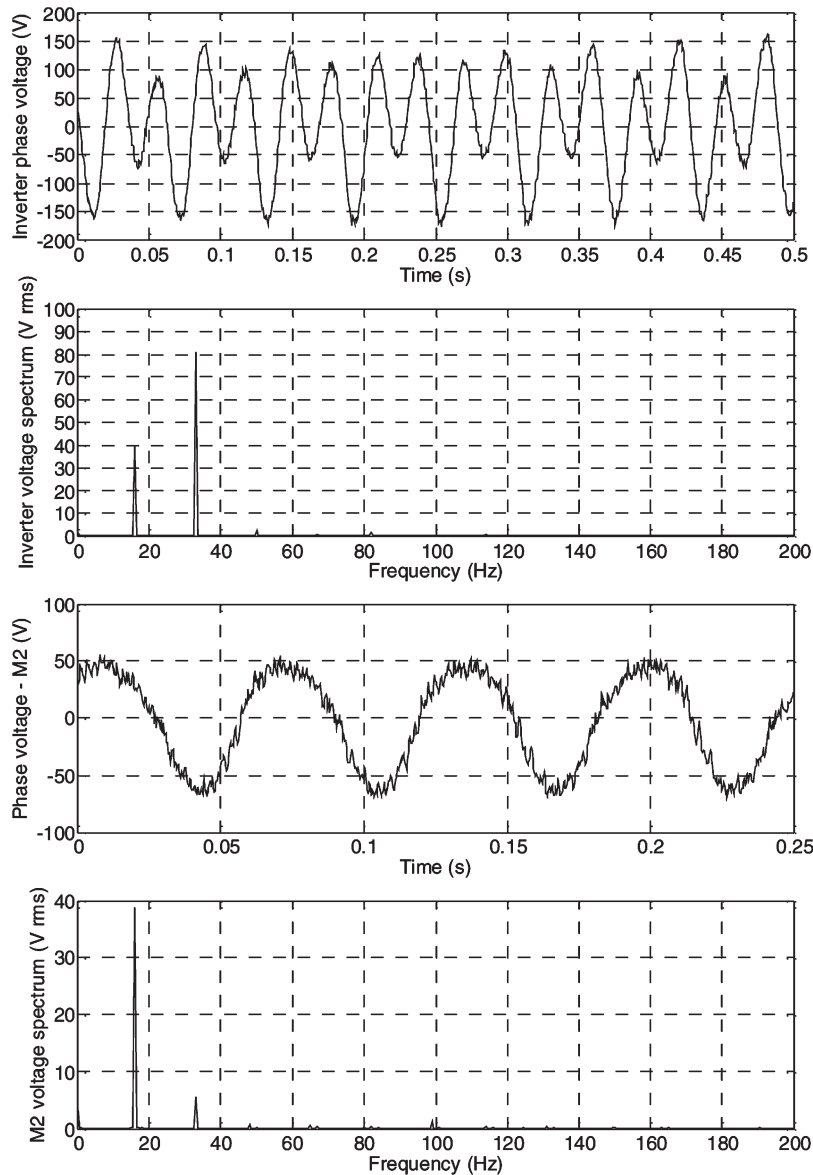 Inverter phase voltage (V)
200
150
100
50
0
-50
-100
-150
-200
0 0.05 0.1 0.15 0.2 0.25 0.3 0.35 0.4 0.45 0.5
Time (s)
Inverter voltage spectrum (V rms)
100
90
80
70
60
50
40
30
20
10
0
0 20 40 60 80 100 120 140 160 180 200
Frequency (Hz)
Phase voltage - M2 (V)
100
50
0
-50
-100
0 0.05 0.1 0.15 0.2 0.25
Time (s)
M2 voltage spectrum (V rms)
40
30
20
10
0
0 20 40 60 80 100 120 140 160 180 200
Frequency (Hz)